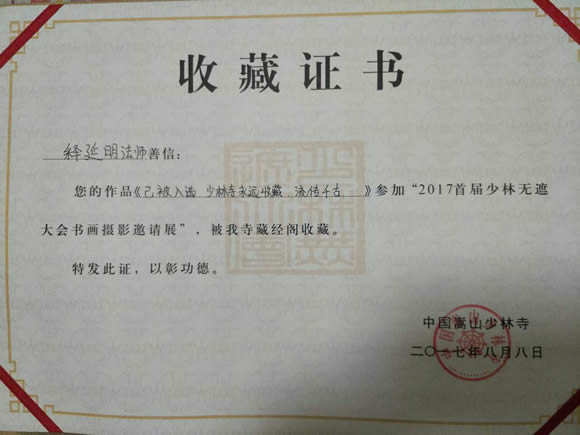 收藏证书
释延明法师善信：
您的作品《已被入选 少林寺永远收藏、流传千古 》参加“2017首届少林无遮
大会书画摄影邀请展”，被我寺藏经阁收藏。
特发此证，以彰功德。
中国嵩山少林寺
二〇一七年八月八日